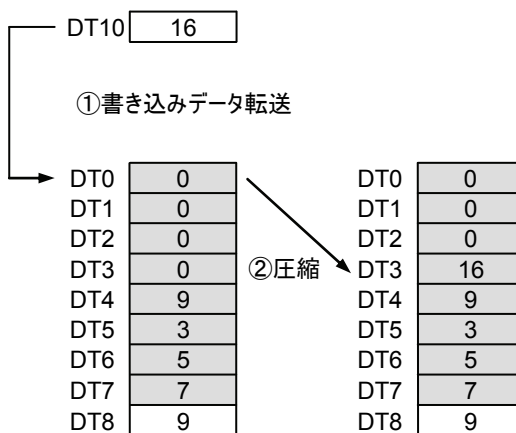 DT10 16
①書き込みデータ転送
DT0 0 DT0 0
DT1 0 DT1 0
DT2 0 DT2 0
DT3 0 ②圧縮 DT3 16
DT4 9 DT4 9
DT5 3 DT5 3
DT6 5 DT6 5
DT7 7 DT7 7
DT8 9 DT8 9